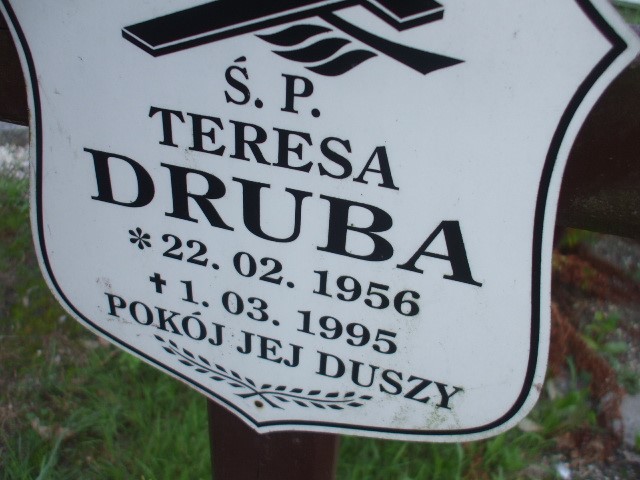 Ś. P.
TERESA
DRUBA
* 22. 02. 1956
✝ 1. 03. 1995
POKÓJ JEJ DUSZY